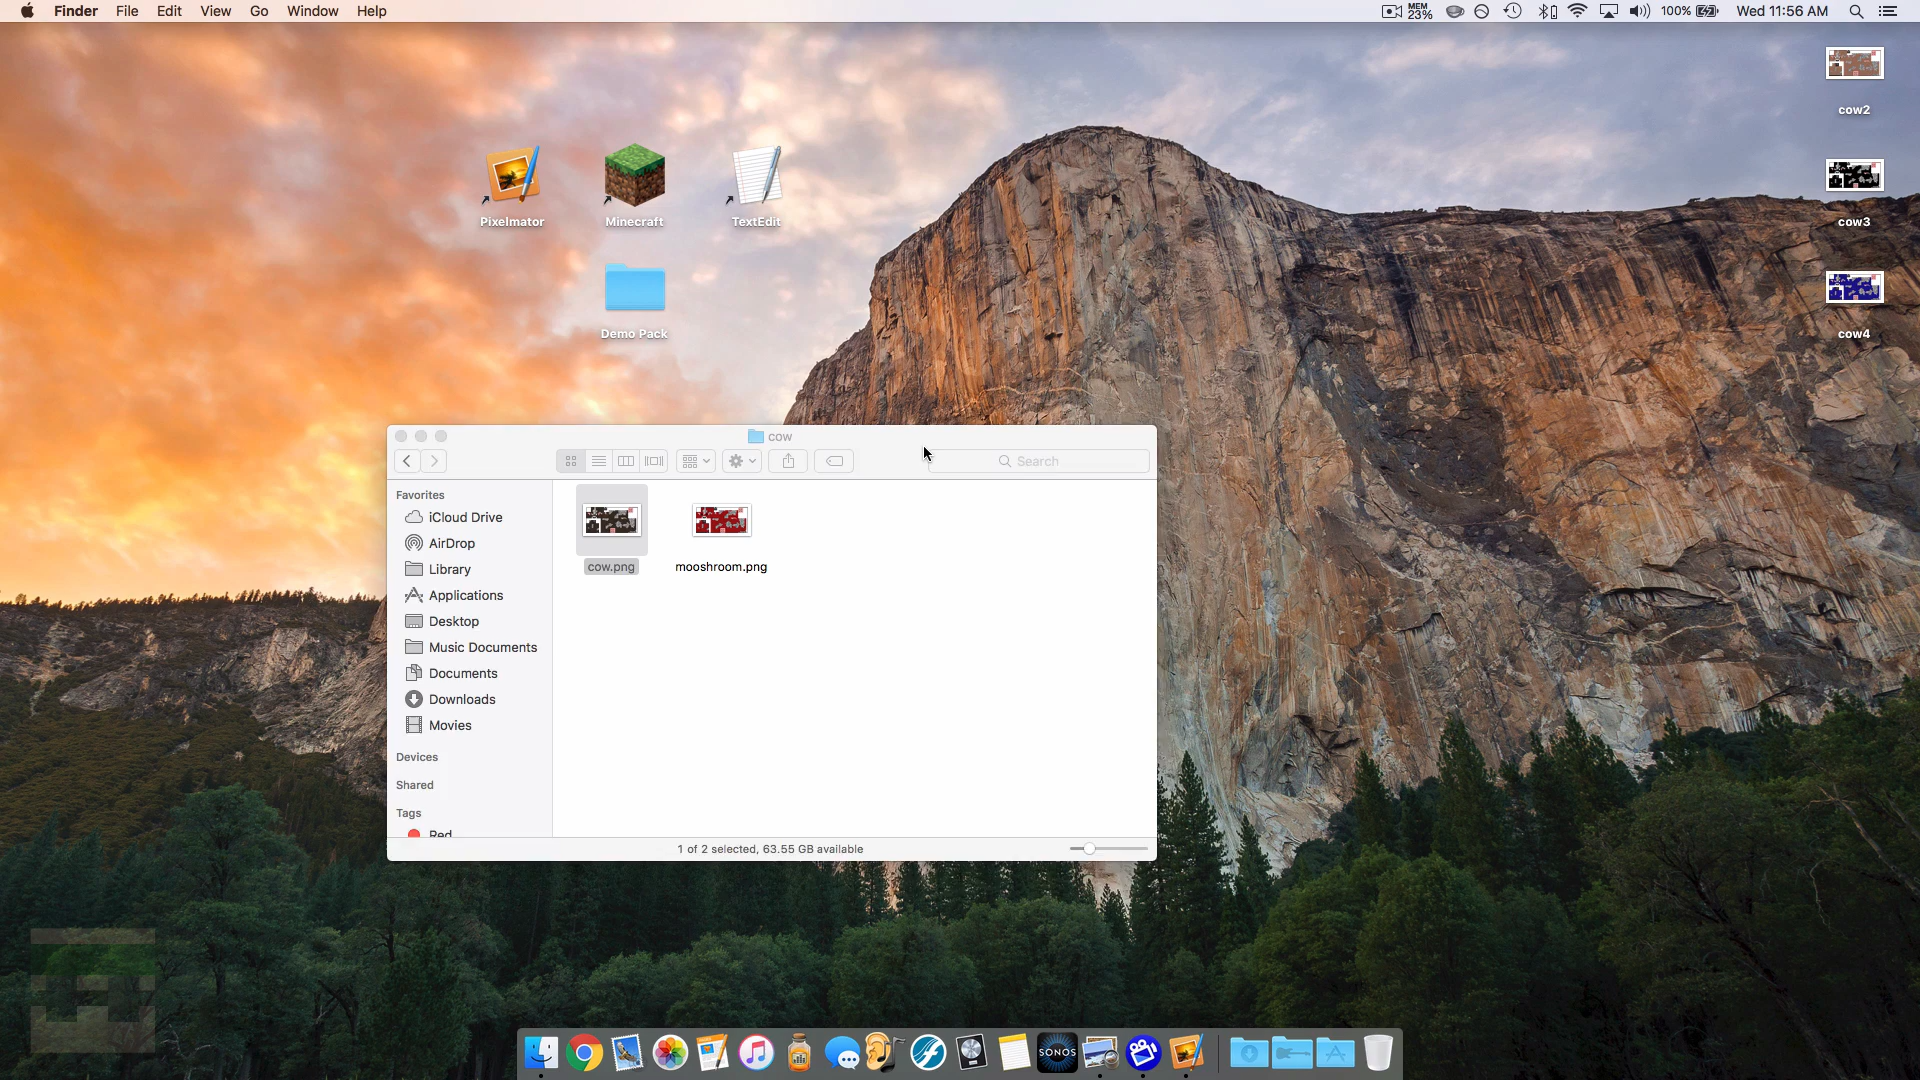 Finder File Edit View Go Window Help
MEM
23%
100%
Wed 11:56 AM
cow2
cow3
cow4
Pixelmator
Minecraft
TextEdit
Demo Pack
cow
Search
Favorites
iCloud Drive
AirDrop
Library
Applications
Desktop
Music Documents
Documents
Downloads
Movies
Devices
Shared
Tags
Red
cow.png
mooshroom.png
1 of 2 selected, 63.55 GB available
SONOS